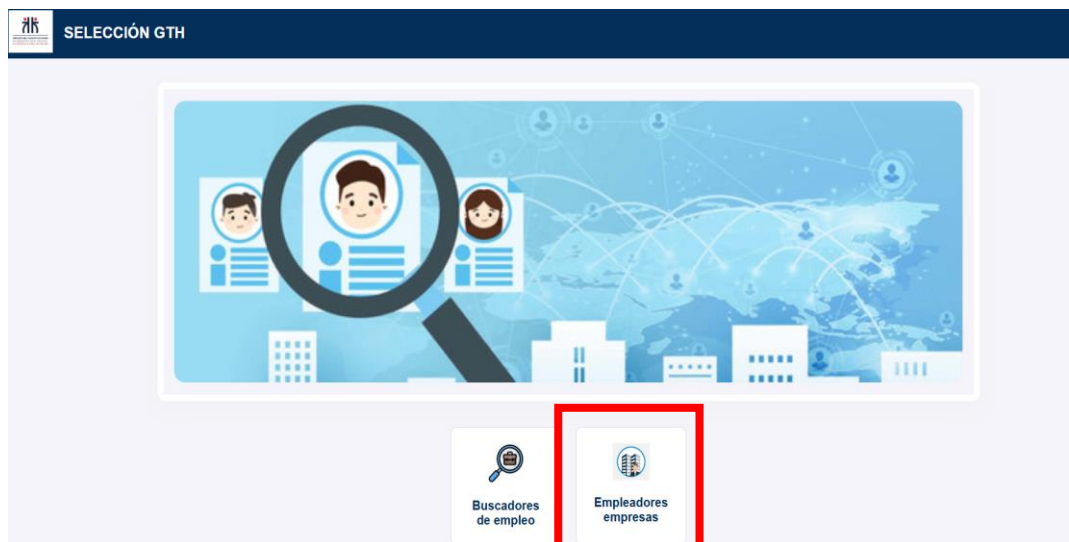 SELECCIÓN GTH
Buscadores
de empleo
Empleadores
empresas